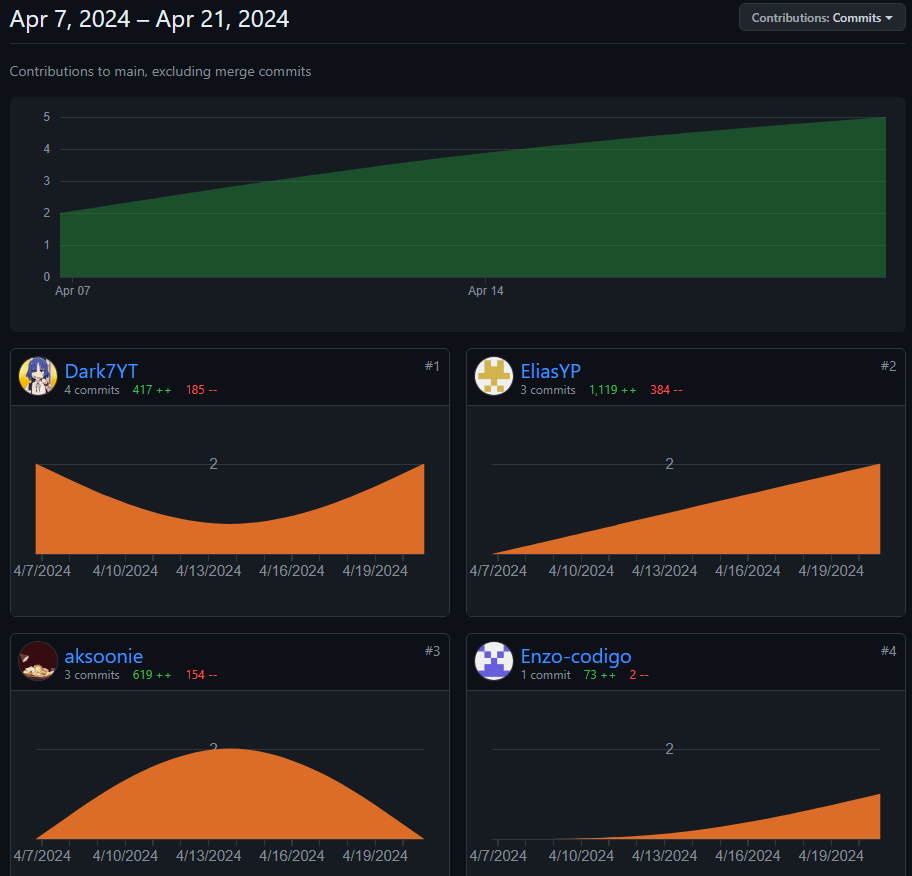 Apr 7, 2024 – Apr 21, 2024
Contributions: Commits
Contributions to main, excluding merge commits
5
4
3
2
1
0
Apr 07 Apr 14
Dark7YT #1
4 commits 417 ++ 185 --
2
4/7/2024 4/10/2024 4/13/2024 4/16/2024 4/19/2024
EliasYP #2
3 commits 1,119 ++ 384 --
2
4/7/2024 4/10/2024 4/13/2024 4/16/2024 4/19/2024
aksoonie #3
3 commits 619 ++ 154 --
2
4/7/2024 4/10/2024 4/13/2024 4/16/2024 4/19/2024
Enzo-codigo #4
1 commit 73 ++ 2 --
2
4/7/2024 4/10/2024 4/13/2024 4/16/2024 4/19/2024